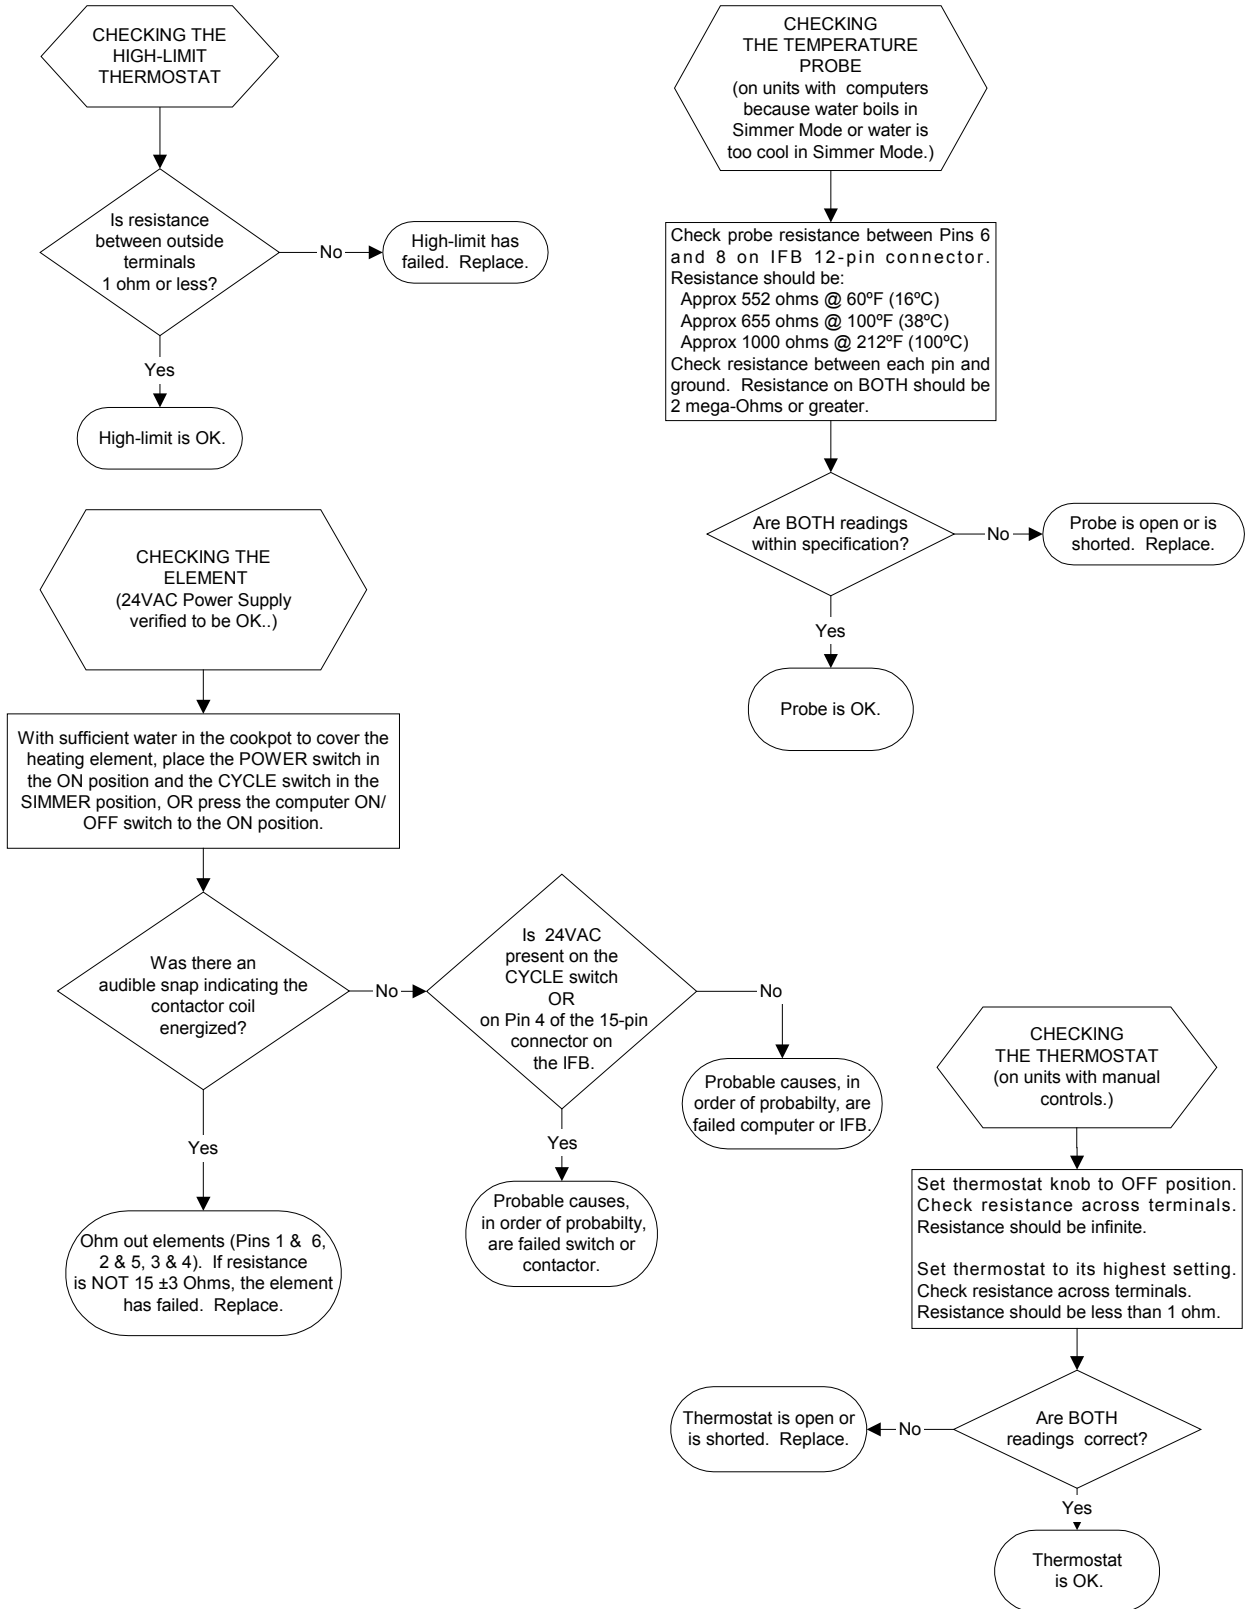 CHECKING THE
HIGH-LIMIT
THERMOSTAT
Is resistance
between outside
terminals
1 ohm or less?
No
High-limit has
failed.  Replace.
Yes
High-limit is OK.
CHECKING
THE TEMPERATURE
PROBE
(on units with  computers
because water boils in
Simmer Mode or water is
too cool in Simmer Mode.)
Check probe resistance between Pins 6
and 8 on IFB 12-pin connector.
Resistance should be:
Approx 552 ohms @ 60ºF (16ºC)
Approx 655 ohms @ 100ºF (38ºC)
Approx 1000 ohms @ 212ºF (100ºC)
Check resistance between each pin and
ground.  Resistance on BOTH should be
2 mega-Ohms or greater.
Are BOTH readings
within specification?
No
Probe is open or is
shorted.  Replace.
Yes
Probe is OK.
CHECKING THE
ELEMENT
(24VAC Power Supply
verified to be OK..)
With sufficient water in the cookpot to cover the
heating element, place the POWER switch in
the ON position and the CYCLE switch in the
SIMMER position, OR press the computer ON/
OFF switch to the ON position.
Was there an
audible snap indicating the
contactor coil
energized?
No
Is  24VAC
present on the
CYCLE switch
OR
on Pin 4 of the 15-pin
connector on
the IFB.
No
Probable causes, in
order of probabilty, are
failed computer or IFB.
Yes
Probable causes,
in order of probabilty,
are failed switch or
contactor.
Yes
Ohm out elements (Pins 1 &  6,
2 & 5, 3 & 4).  If resistance
is NOT 15 ±3 Ohms, the element
has failed.  Replace.
CHECKING
THE THERMOSTAT
(on units with manual
controls.)
Set thermostat knob to OFF position.
Check resistance across terminals.
Resistance should be infinite.
Set thermostat to its highest setting.
Check resistance across terminals.
Resistance should be less than 1 ohm.
Are BOTH
readings  correct?
No
Thermostat is open or
is shorted.  Replace.
Yes
Thermostat
is OK.